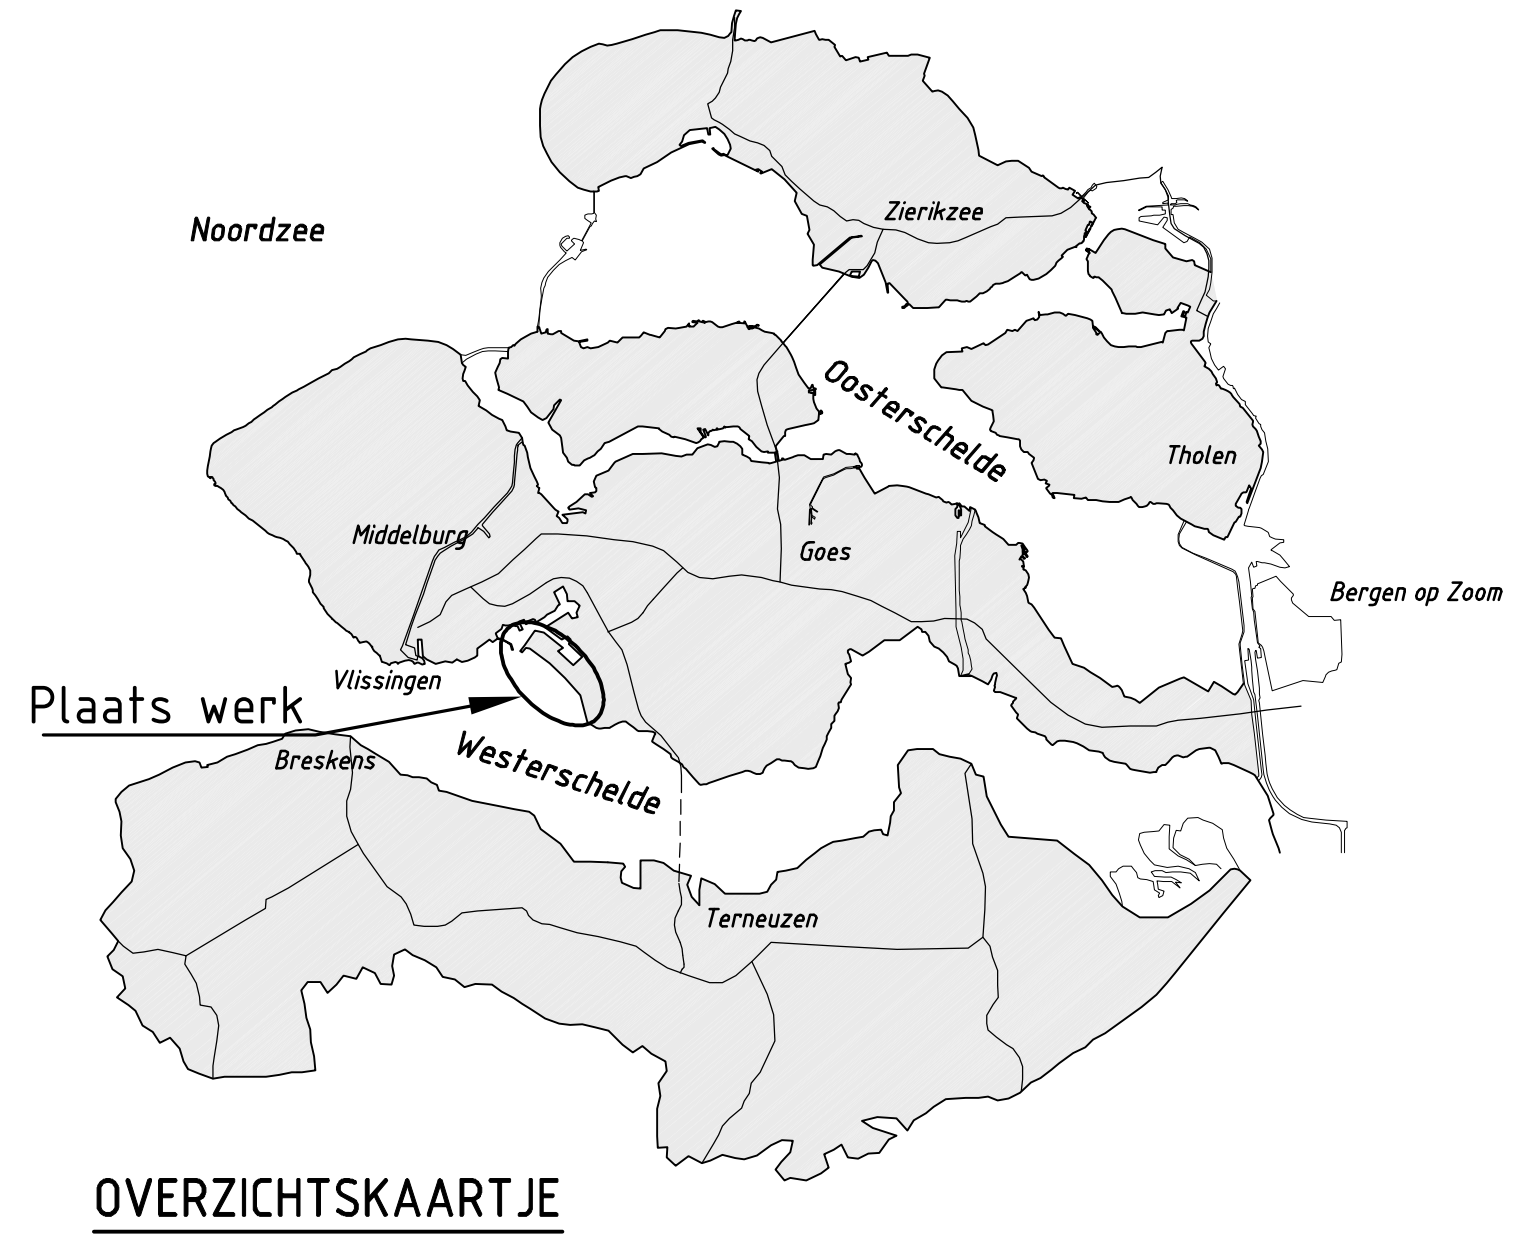 Noordzee
Zierikzee
Oosterschelde
Tholen
Middelburg
Goes
Bergen op Zoom
Vlissingen
Plaats werk
Westerschelde
Breskens
Terneuzen
OVERZICHTSKAARTJE